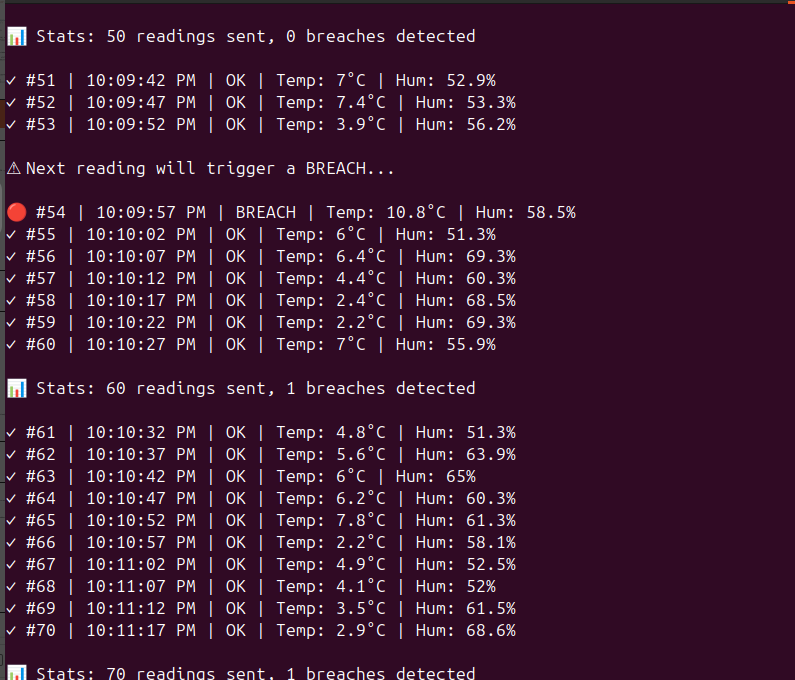 📊 Stats: 50 readings sent, 0 breaches detected
✓ #51 | 10:09:42 PM | OK | Temp: 7°C | Hum: 52.9%
✓ #52 | 10:09:47 PM | OK | Temp: 7.4°C | Hum: 53.3%
✓ #53 | 10:09:52 PM | OK | Temp: 3.9°C | Hum: 56.2%
⚠ Next reading will trigger a BREACH...
🔴 #54 | 10:09:57 PM | BREACH | Temp: 10.8°C | Hum: 58.5%
✓ #55 | 10:10:02 PM | OK | Temp: 6°C | Hum: 51.3%
✓ #56 | 10:10:07 PM | OK | Temp: 6.4°C | Hum: 69.3%
✓ #57 | 10:10:12 PM | OK | Temp: 4.4°C | Hum: 60.3%
✓ #58 | 10:10:17 PM | OK | Temp: 2.4°C | Hum: 68.5%
✓ #59 | 10:10:22 PM | OK | Temp: 2.2°C | Hum: 69.3%
✓ #60 | 10:10:27 PM | OK | Temp: 7°C | Hum: 55.9%
📊 Stats: 60 readings sent, 1 breaches detected
✓ #61 | 10:10:32 PM | OK | Temp: 4.8°C | Hum: 51.3%
✓ #62 | 10:10:37 PM | OK | Temp: 5.6°C | Hum: 63.9%
✓ #63 | 10:10:42 PM | OK | Temp: 6°C | Hum: 65%
✓ #64 | 10:10:47 PM | OK | Temp: 6.2°C | Hum: 60.3%
✓ #65 | 10:10:52 PM | OK | Temp: 7.8°C | Hum: 61.3%
✓ #66 | 10:10:57 PM | OK | Temp: 2.2°C | Hum: 58.1%
✓ #67 | 10:11:02 PM | OK | Temp: 4.9°C | Hum: 52.5%
✓ #68 | 10:11:07 PM | OK | Temp: 4.1°C | Hum: 52%
✓ #69 | 10:11:12 PM | OK | Temp: 3.5°C | Hum: 61.5%
✓ #70 | 10:11:17 PM | OK | Temp: 2.9°C | Hum: 68.6%
📊 Stats: 70 readings sent, 1 breaches detected